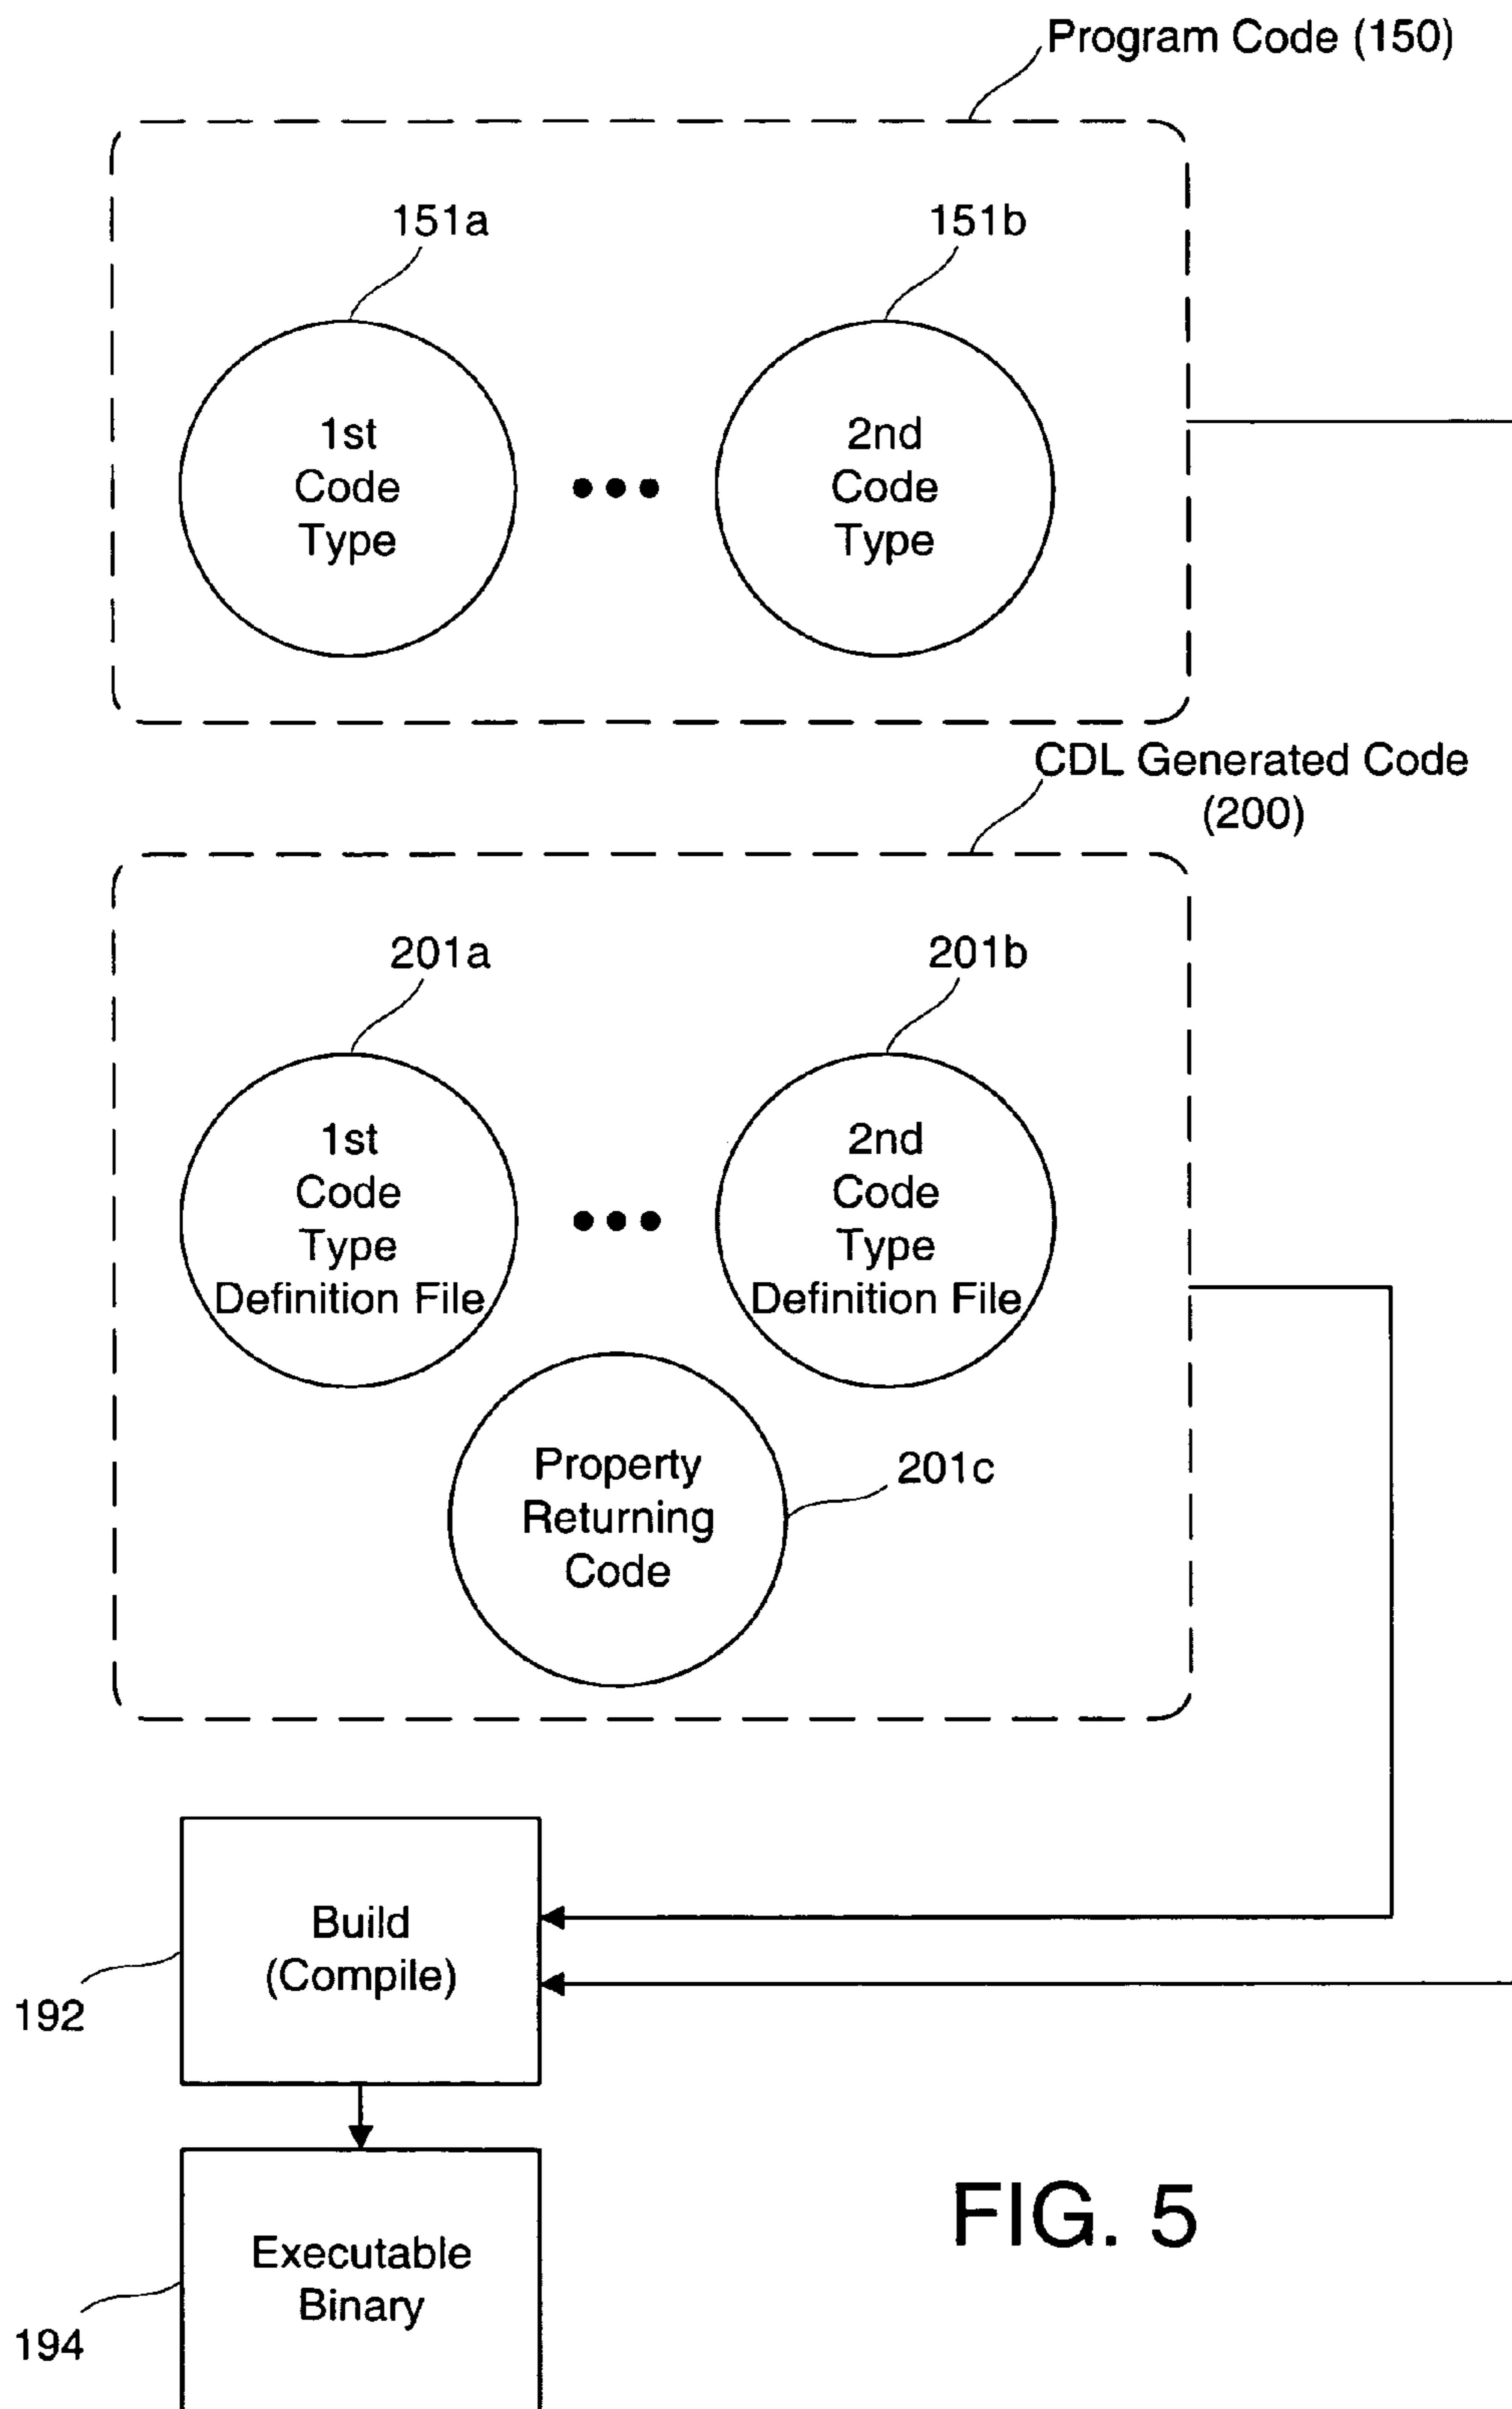 Program Code (150)
151a
151b
1st
Code
Type
2nd
Code
Type
CDL Generated Code
(200)
201a
201b
1st
Code
Type
Definition File
2nd
Code
Type
Definition File
Property
Returning
Code
201c
Build
(Compile)
192
Executable
Binary
194
FIG. 5